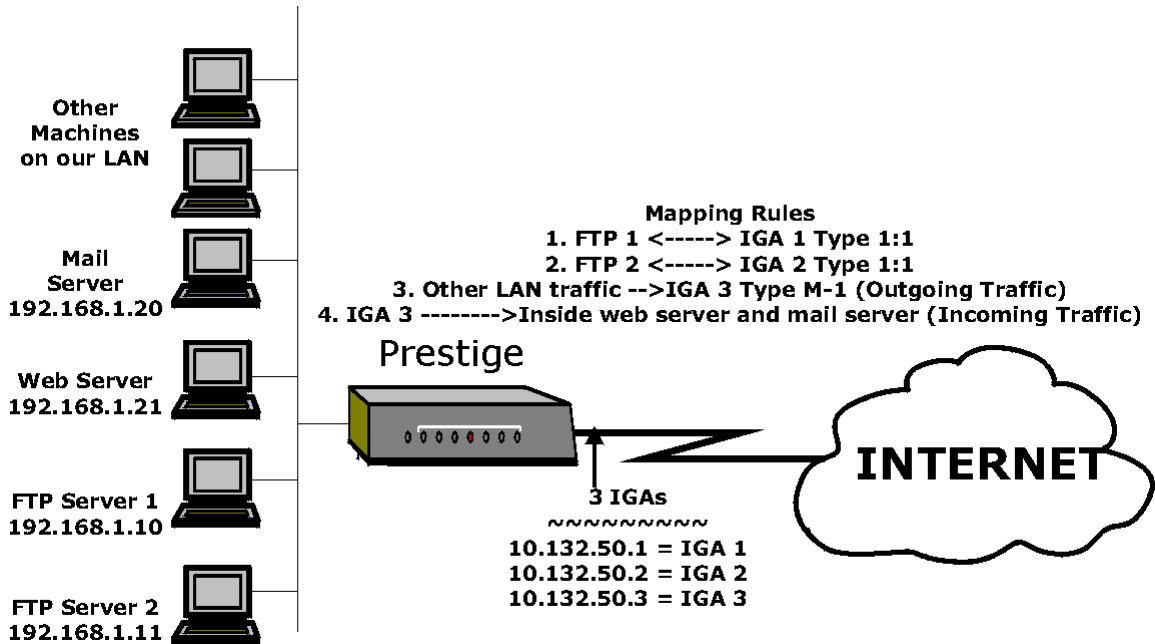 Other
Machines
on our LAN
Mail
Server
192.168.1.20
Web Server
192.168.1.21
FTP Server 1
192.168.1.10
FTP Server 2
192.168.1.11
Mapping Rules
1. FTP 1 <-----> IGA 1 Type 1:1
2. FTP 2 <-----> IGA 2 Type 1:1
3. Other LAN traffic -->IGA 3 Type M-1 (Outgoing Traffic)
4. IGA 3 -------->Inside web server and mail server (Incoming Traffic)
Prestige
3 IGAs
~~~~~~~~~
10.132.50.1 = IGA 1
10.132.50.2 = IGA 2
10.132.50.3 = IGA 3
INTERNET